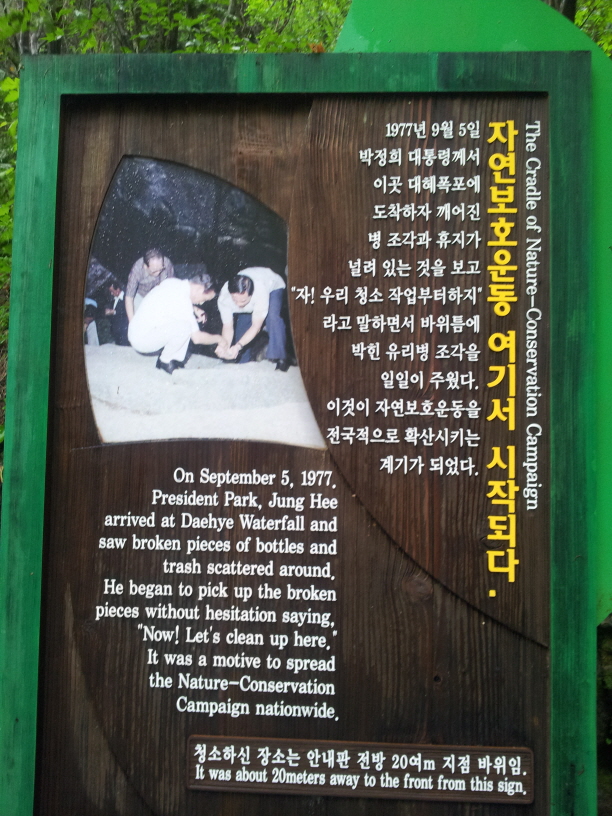 자연보호운동 여기서 시작되다.
The Cradle of Nature-Conservation Campaign
1977년 9월 5일
박정희 대통령께서
이곳 대혜폭포에
도착하자 깨어진
병 조각과 휴지가
널려 있는 것을 보고
"자! 우리 청소 작업부터하지"
라고 말하면서 바위틈에
박힌 유리병 조각을
일일이 주웠다.
이것이 자연보호운동을
전국적으로 확산시키는
계기가 되었다.
On September 5, 1977.
President Park, Jung Hee
arrived at Daehye Waterfall and
saw broken pieces of bottles and
trash scattered around.
He began to pick up the broken
pieces without hesitation saying,
"Now! Let's clean up here."
It was a motive to spread
the Nature-Conservation
Campaign nationwide.
청소하신 장소는 안내판 전방 20여m 지점 바위임.
It was about 20meters away to the front from this sign.